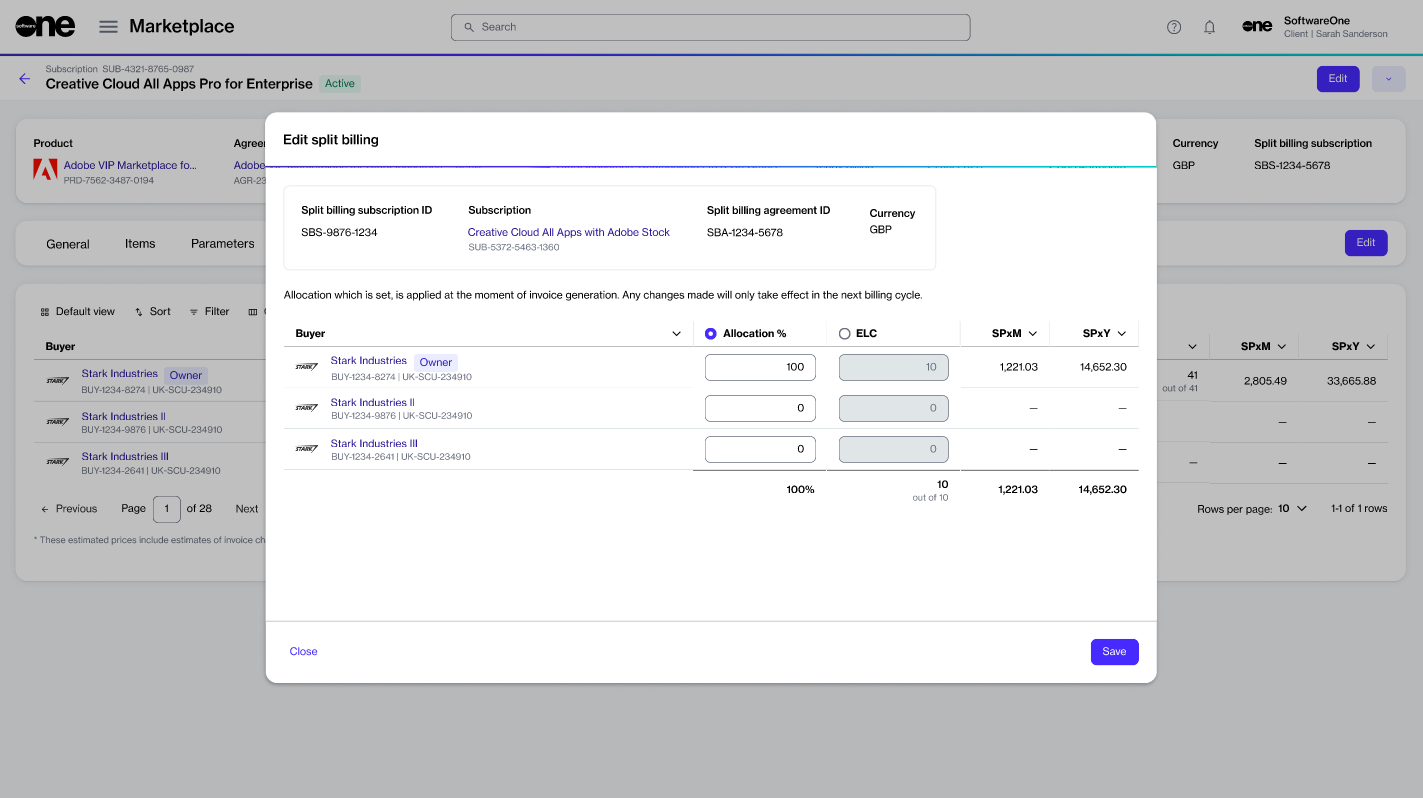 software one
Marketplace
Search
one
SoftwareOne
Client | Sarah Sanderson
Subscription SUB-4321-8765-0987
Creative Cloud All Apps Pro for Enterprise
Active
Edit
Product
Adobe VIP Marketplace fo...
PRD-7562-3487-0194
Currency
GBP
Split billing subscription
SBS-1234-5678
General
Items
Parameters
Edit
Default view
Sort
Filter
Buyer
SPxM
SPxY
Stark Industries
Owner
BUY-1234-8274 | UK-SCU-234910
41
out of 41
2,805.49
33,665.88
Stark Industries II
BUY-1234-9876 | UK-SCU-234910
—
—
Stark Industries III
BUY-1234-2641 | UK-SCU-234910
—
—
—
Previous
Page
1
of 28
Next
Rows per page: 10
1-1 of 1 rows
* These estimated prices include estimates of invoice
Edit split billing
Split billing subscription ID
SBS-9876-1234
Subscription
Creative Cloud All Apps with Adobe Stock
SUB-5372-5463-1360
Split billing agreement ID
SBA-1234-5678
Currency
GBP
Allocation which is set, is applied at the moment of invoice generation. Any changes made will only take effect in the next billing cycle.
Buyer
Allocation %
ELC
SPxM
SPxY
STARK
Stark Industries
Owner
BUY-1234-8274 | UK-SCU-234910
100
10
1,221.03
14,652.30
STARK
Stark Industries II
BUY-1234-9876 | UK-SCU-234910
0
0
—
—
STARK
Stark Industries III
BUY-1234-2641 | UK-SCU-234910
0
0
—
—
100%
10
out of 10
1,221.03
14,652.30
Close
Save